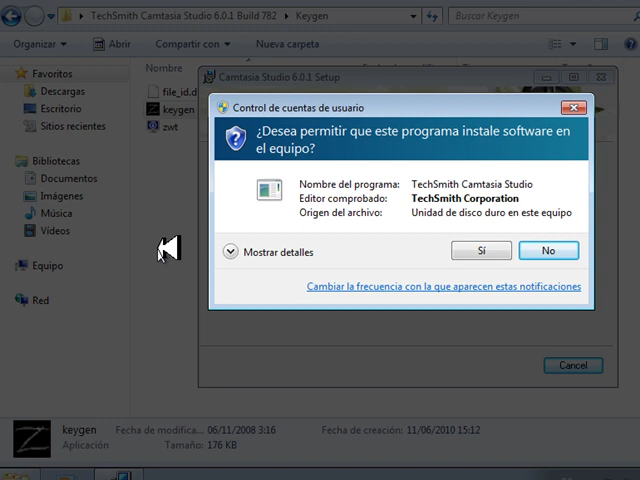 TechSmith Camtasia Studio 6.0.1 Build 782 ▸ Keygen
Buscar Keygen
Organizar
Abrir
Compartir con
Nueva carpeta
Favoritos
Descargas
Escritorio
Sitios recientes
Bibliotecas
Documentos
Imágenes
Música
Vídeos
Equipo
Red
Nombre
file_id.d
keygen
zwt
Camtasia Studio 6.0.1 Setup
Control de cuentas de usuario
¿Desea permitir que este programa instale software en
el equipo?
Nombre del programa: TechSmith Camtasia Studio
Editor comprobado: TechSmith Corporation
Origen del archivo: Unidad de disco duro en este equipo
Mostrar detalles
Sí
No
Cambiar la frecuencia con la que aparecen estas notificaciones
Cancel
keygen Fecha de modifica... 06/11/2008 3:16 Fecha de creación: 11/06/2010 15:12
Aplicación Tamaño: 176 KB